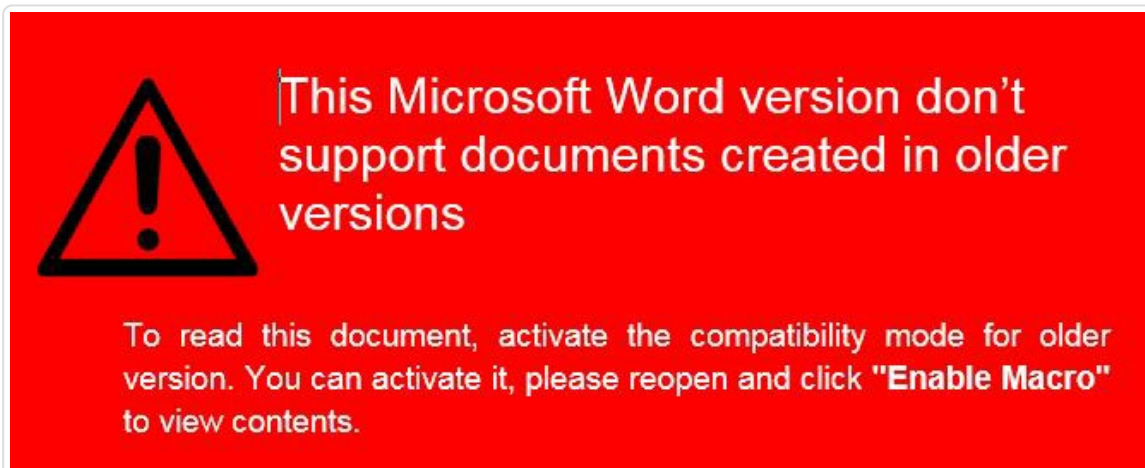 This Microsoft Word version don’t
support documents created in older
versions
To read this document, activate the compatibility mode for older
version. You can activate it, please reopen and click "Enable Macro"
to view contents.